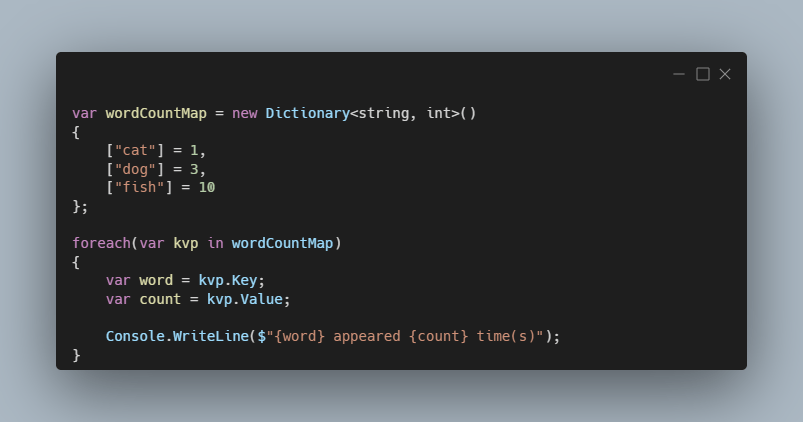 var wordCountMap = new Dictionary<string, int>()
{
    ["cat"] = 1,
    ["dog"] = 3,
    ["fish"] = 10
};

foreach(var kvp in wordCountMap)
{
    var word = kvp.Key;
    var count = kvp.Value;

    Console.WriteLine($"{word} appeared {count} time(s)");
}